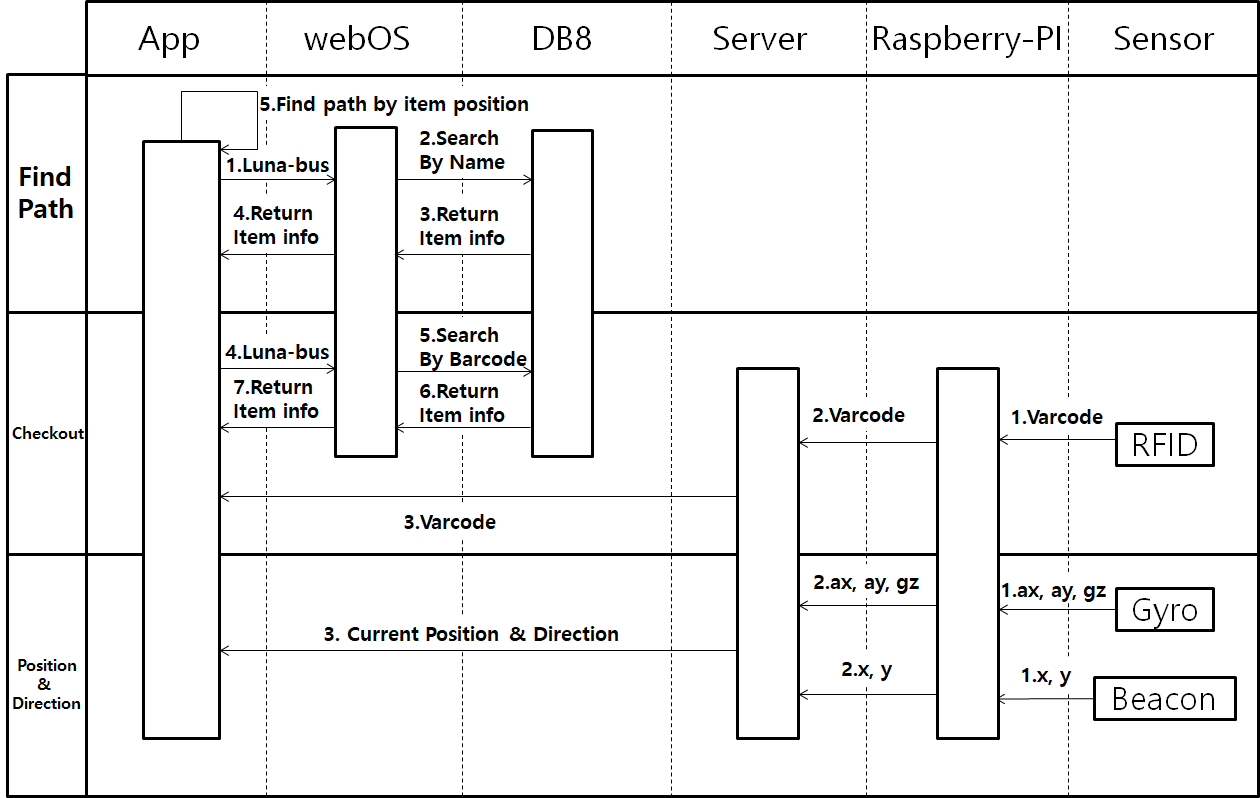 App webOS DB8 Server Raspberry-PI Sensor
Find
Path
5.Find path by item position
1.Luna-bus
2.Search
By Name
4.Return
Item info
3.Return
Item info
Checkout
4.Luna-bus
5.Search
By Barcode
7.Return
Item info
6.Return
Item info
2.Varcode
1.Varcode
RFID
3.Varcode
Position
&
Direction
2.ax, ay, gz
1.ax, ay, gz
Gyro
3. Current Position & Direction
2.x, y
1.x, y
Beacon